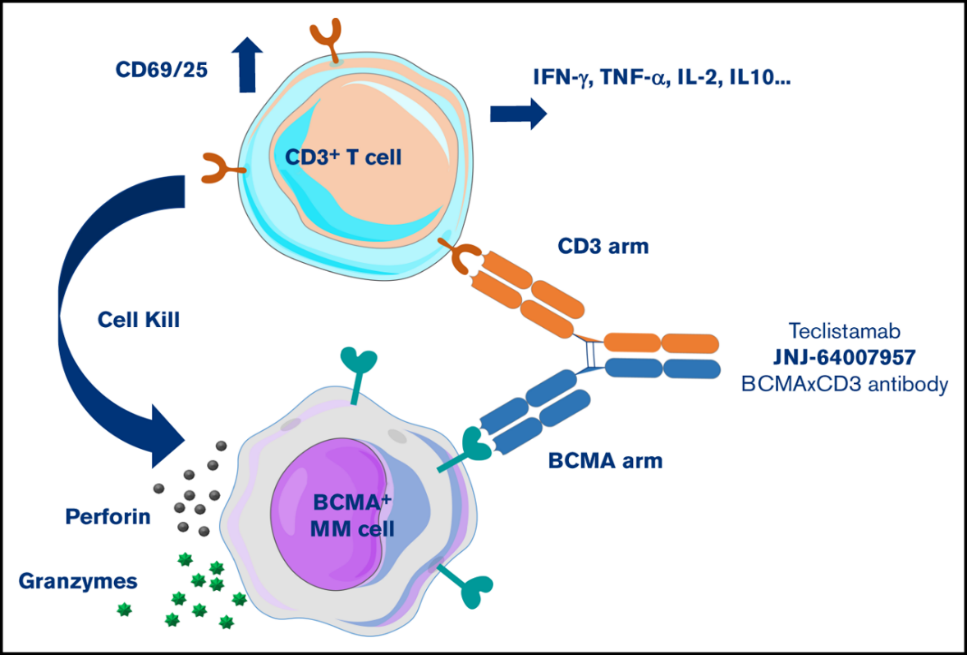 CD69/25
IFN-γ, TNF-α, IL-2, IL10...
CD3⁺ T cell
CD3 arm
Cell Kill
Teclistamab
JNJ-64007957
BCMAxCD3 antibody
BCMA arm
BCMA⁺
MM cell
Perforin
Granzymes